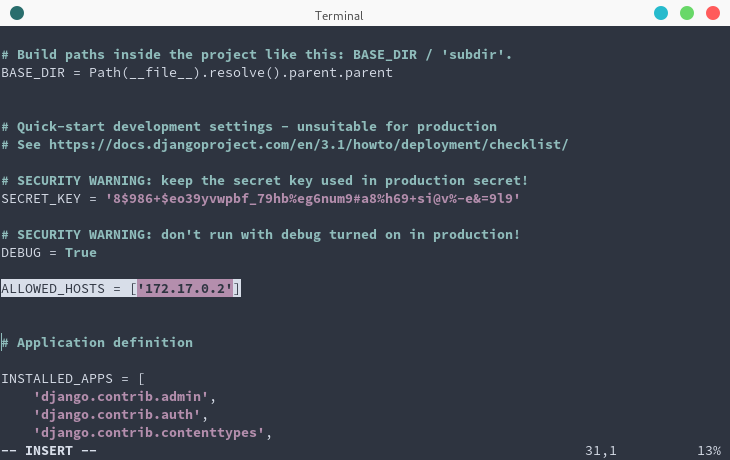 Terminal
# Build paths inside the project like this: BASE_DIR / 'subdir'.
BASE_DIR = Path(__file__).resolve().parent.parent
# Quick-start development settings - unsuitable for production
# See https://docs.djangoproject.com/en/3.1/howto/deployment/checklist/
# SECURITY WARNING: keep the secret key used in production secret!
SECRET_KEY = '8$986+$eo39yvwpbf_79hb%eg6num9#a8%h69+si@v%-e&=9l9'
# SECURITY WARNING: don't run with debug turned on in production!
DEBUG = True
ALLOWED_HOSTS = ['172.17.0.2']
# Application definition
INSTALLED_APPS = [
    'django.contrib.admin',
    'django.contrib.auth',
    'django.contrib.contenttypes',
-- INSERT -- 31,1 13%